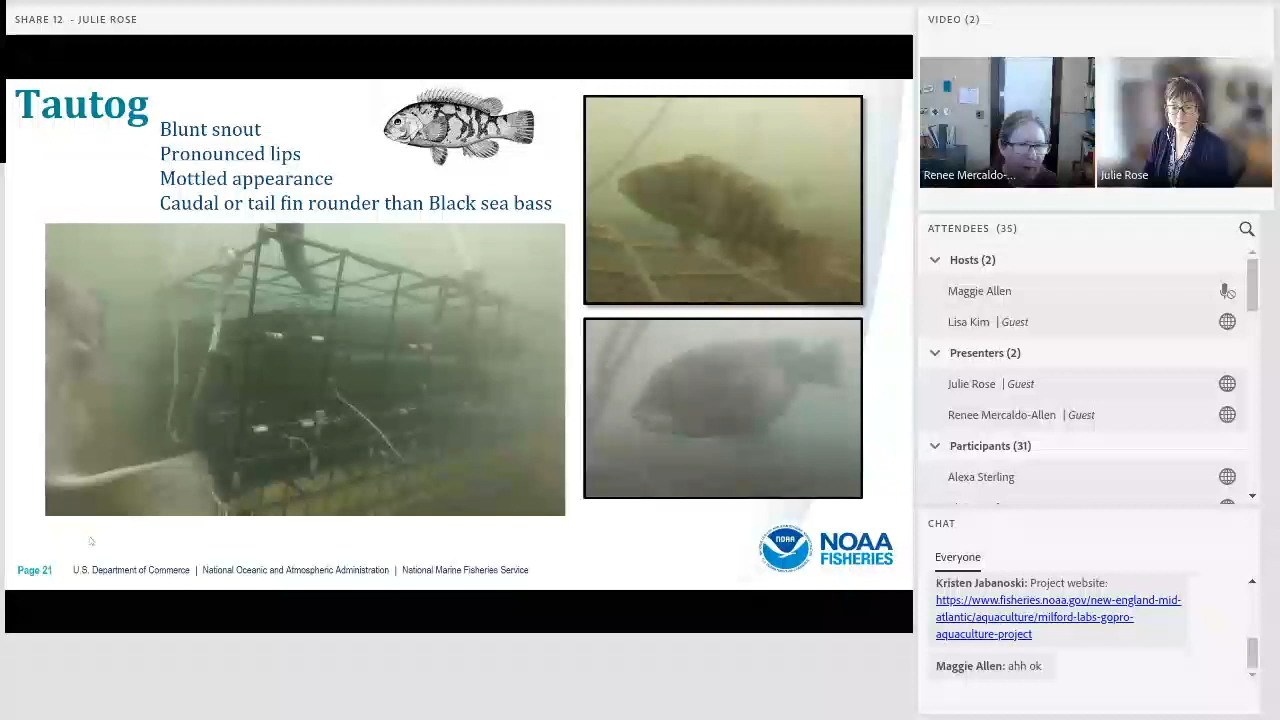 SHARE 12 - JULIE ROSE
Tautog
Blunt snout
Pronounced lips
Mottled appearance
Caudal or tail fin rounder than Black sea bass
NOAA
NOAA
FISHERIES
Page 21 U.S. Department of Commerce | National Oceanic and Atmospheric Administration | National Marine Fisheries Service
VIDEO (2)
Renee Mercaldo-...
Julie Rose
ATTENDEES (35)
Hosts (2)
Maggie Allen
Lisa Kim | Guest
Presenters (2)
Julie Rose | Guest
Renee Mercaldo-Allen | Guest
Participants (31)
Alexa Sterling
CHAT
Everyone
Kristen Jabanoski: Project website:
https://www.fisheries.noaa.gov/new-england-mid-
atlantic/aquaculture/milford-labs-gopro-
aquaculture-project
Maggie Allen: ahh ok